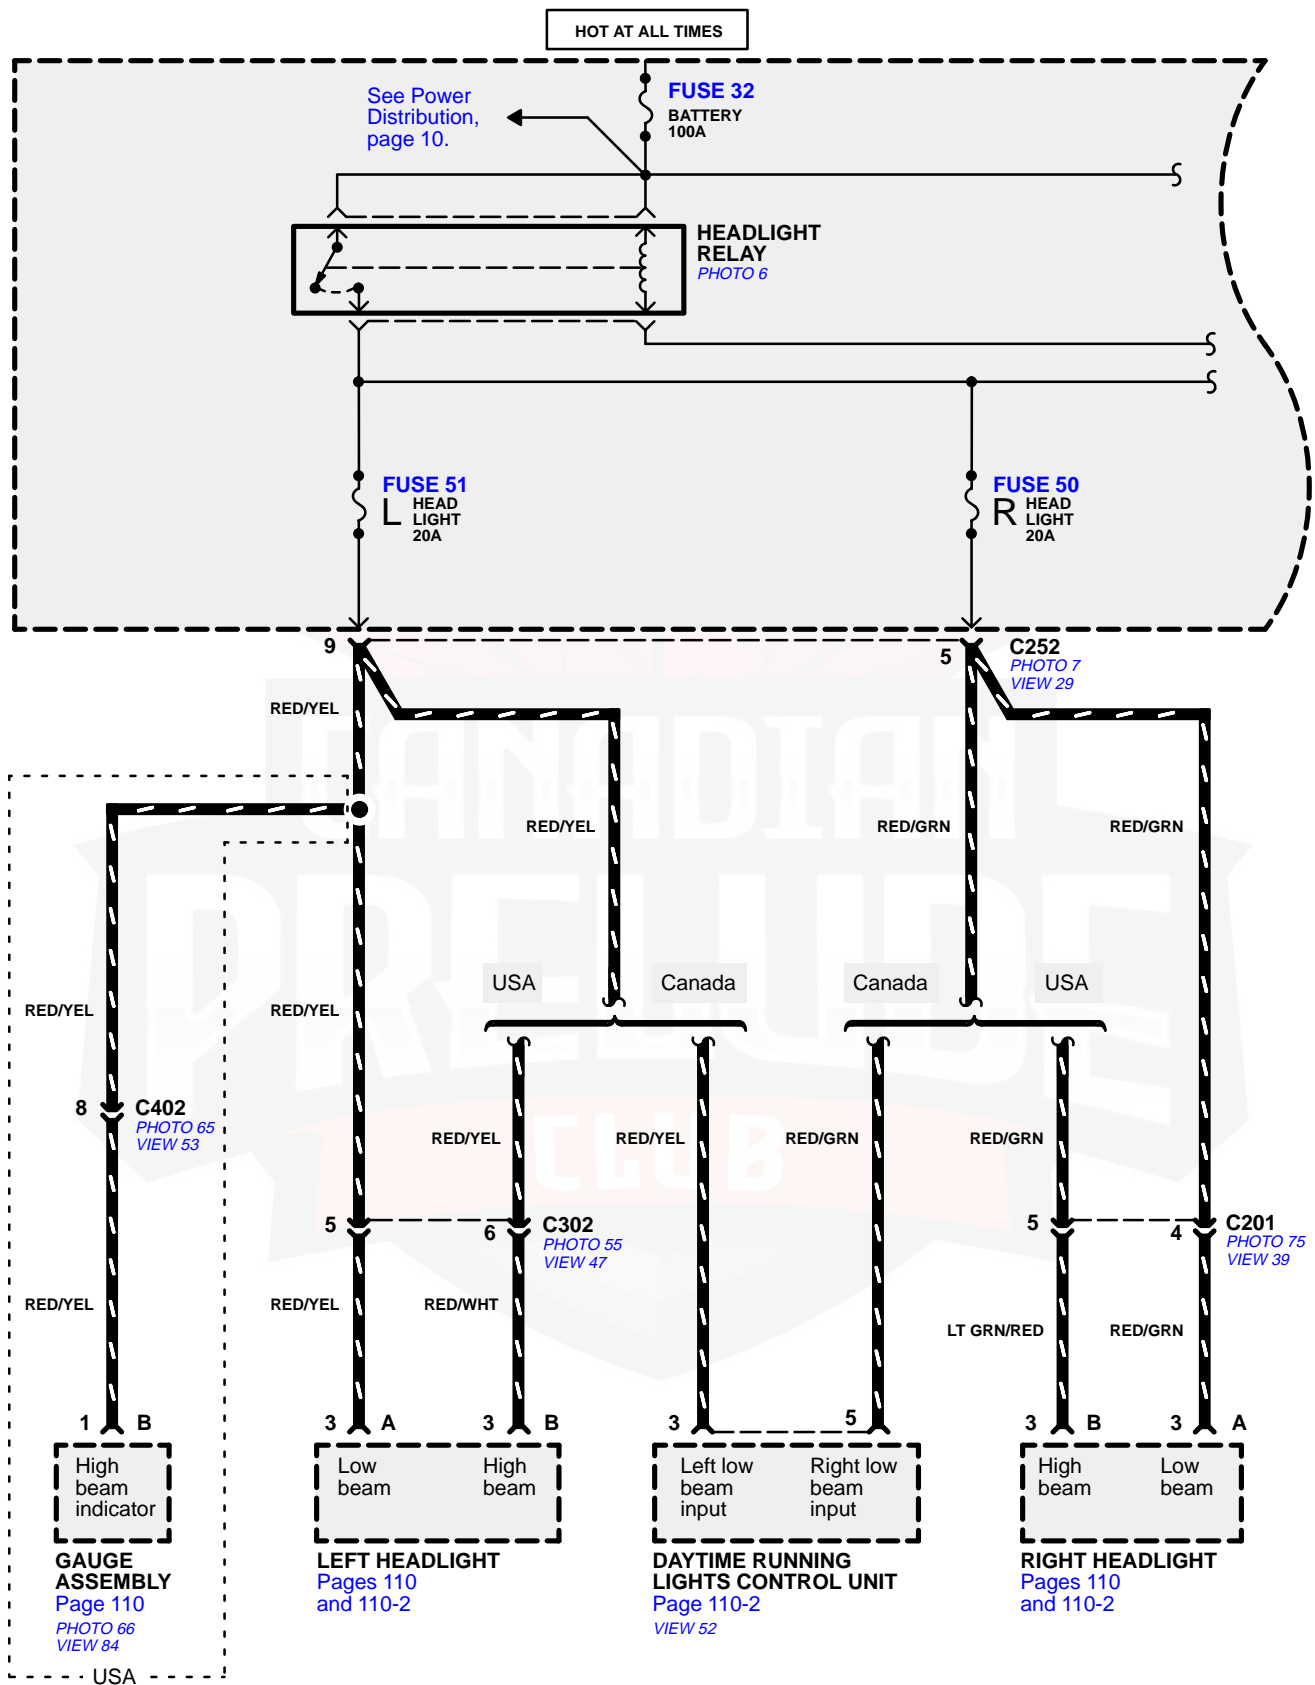 HOT AT ALL TIMES
See Power
Distribution,
page 10.
FUSE 32
BATTERY
100A
HEADLIGHT
RELAY
PHOTO 6
FUSE 51
L HEAD
LIGHT
20A
FUSE 50
R HEAD
LIGHT
20A
9
5
C252
PHOTO 7
VIEW 29
RED/YEL
CANADIAN
RED/YEL
RED/GRN
RED/GRN
PRELUDE
USA
Canada
Canada
USA
RED/YEL
RED/YEL
8
C402
PHOTO 65
VIEW 53
RED/YEL
RED/YEL
RED/GRN
RED/GRN
CLUB
5
6
C302
PHOTO 55
VIEW 47
5
4
C201
PHOTO 75
VIEW 39
RED/YEL
RED/YEL
RED/WHT
LT GRN/RED
RED/GRN
1 B
3 A
3 B
3
5
3 B
3 A
High
beam
indicator
Low
beam
High
beam
Left low
beam
input
Right low
beam
input
High
beam
Low
beam
GAUGE
ASSEMBLY
Page 110
PHOTO 66
VIEW 84
LEFT HEADLIGHT
Pages 110
and 110-2
DAYTIME RUNNING
LIGHTS CONTROL UNIT
Page 110-2
VIEW 52
RIGHT HEADLIGHT
Pages 110
and 110-2
USA